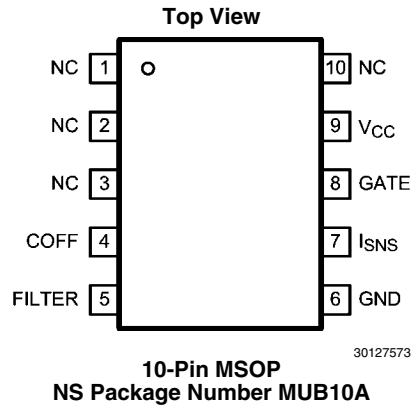 Top View
NC 1 10 NC
NC 2 9 VCC
NC 3 8 GATE
COFF 4 7 ISNS
FILTER 5 6 GND
30127573
10-Pin MSOP
NS Package Number MUB10A